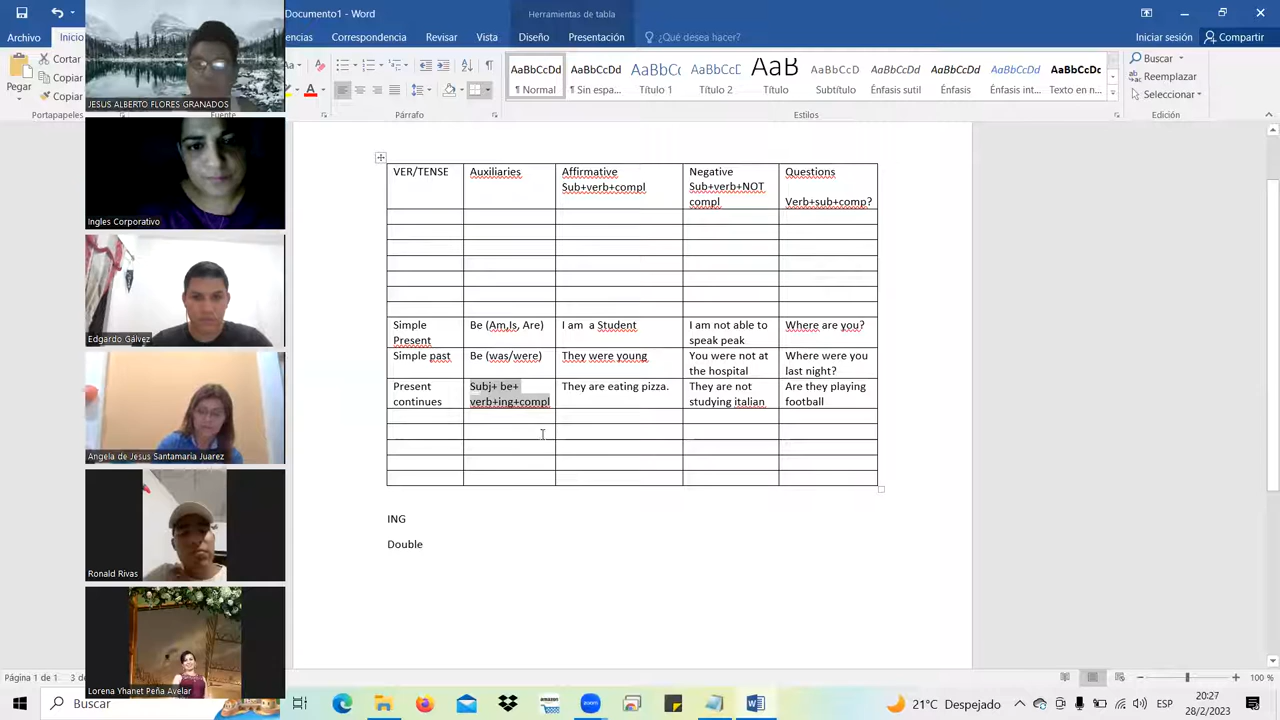 Documento1 - Word
Herramientas de tabla
Archivo
Inicio
encias
Correspondencia
Revisar
Vista
Diseño
Presentación
¿Qué desea hacer?
Iniciar sesión
Compartir
Pegar
Portapapeles
Fuente
Párrafo
AaBbCcDd
¶ Normal
AaBbCcDd
¶ Sin espa...
AaBbC(
Título 1
AaBbCcD
Título 2
AaB
Título
AaBbCcD
Subtítulo
AaBbCcDd
Énfasis sutil
AaBbCcDd
Énfasis
AaBbCcDd
Énfasis int...
AaBbCcDd
Texto en n...
Estilos
Buscar
Reemplazar
Seleccionar
Edición
JESUS ALBERTO FLORES GRANADOS
Ingles Corporativo
Edgardo Gálvez
Angela de Jesus Santamaria Juarez
Ronald Rivas
Lorena Yhanet Peña Avelar
VER/TENSE
Auxiliaries
Affirmative
Sub+verb+compl
Negative
Sub+verb+NOT
compl
Questions
Verb+sub+comp?
Simple
Present
Be (Am,Is, Are)
I am  a Student
I am not able to
speak peak
Where are you?
Simple past
Be (was/were)
They were young
You were not at
the hospital
Where were you
last night?
Present
continues
Subj+ be+
verb+ing+compl
They are eating pizza.
They are not
studying italian
Are they playing
football
ING
Double
Página 1 de 1
100 %
Buscar
amazon
zoom
21°C Despejado
ESP
20:27
28/2/2023